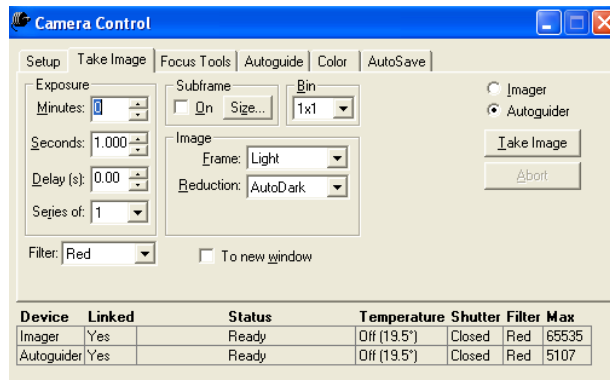 Camera Control
Setup Take Image Focus Tools Autoguide Color AutoSave
Exposure Subframe Bin
Minutes: 0 On Size... 1x1
Imager
Autoguider
Seconds: 1.000 Image
Frame: Light
Take Image
Delay (s): 0.00 Reduction: AutoDark
Abort
Series of: 1
Filter: Red To new window
Device Linked Status Temperature Shutter Filter Max
Imager Yes Ready Off (19.5°) Closed Red 65535
Autoguider Yes Ready Off (19.5°) Closed Red 5107